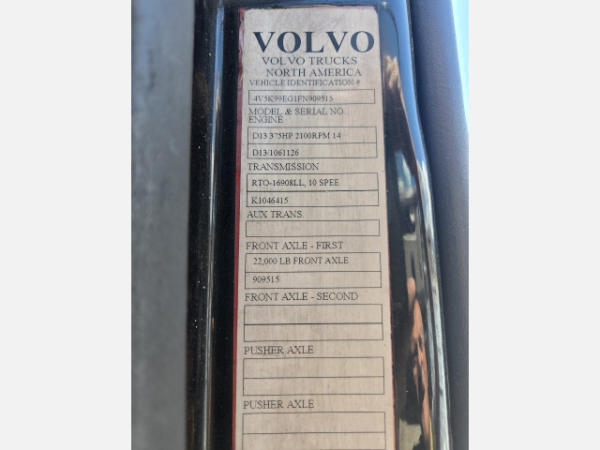 VOLVO
VOLVO TRUCKS
NORTH AMERICA
VEHICLE IDENTIFICATION #
4V5K99EG1FN909515
MODEL & SERIAL NO.
ENGINE
D13 375HP 2100RPM 14
D13/1061126
TRANSMISSION
RTO-16908LL, 10 SPEE
K1046415
AUX TRANS
FRONT AXLE - FIRST
22,000 LB FRONT AXLE
909515
FRONT AXLE - SECOND
PUSHER AXLE
PUSHER AXLE